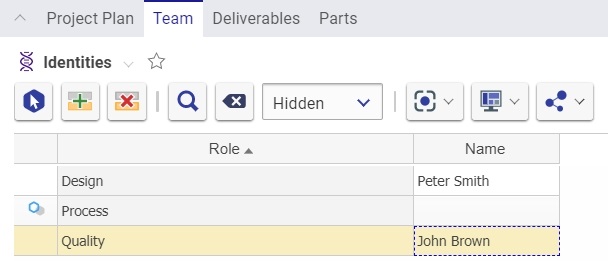 Project Plan Team Deliverables Parts
Identities
Hidden
Role Name
Design Peter Smith
Process
Quality John Brown